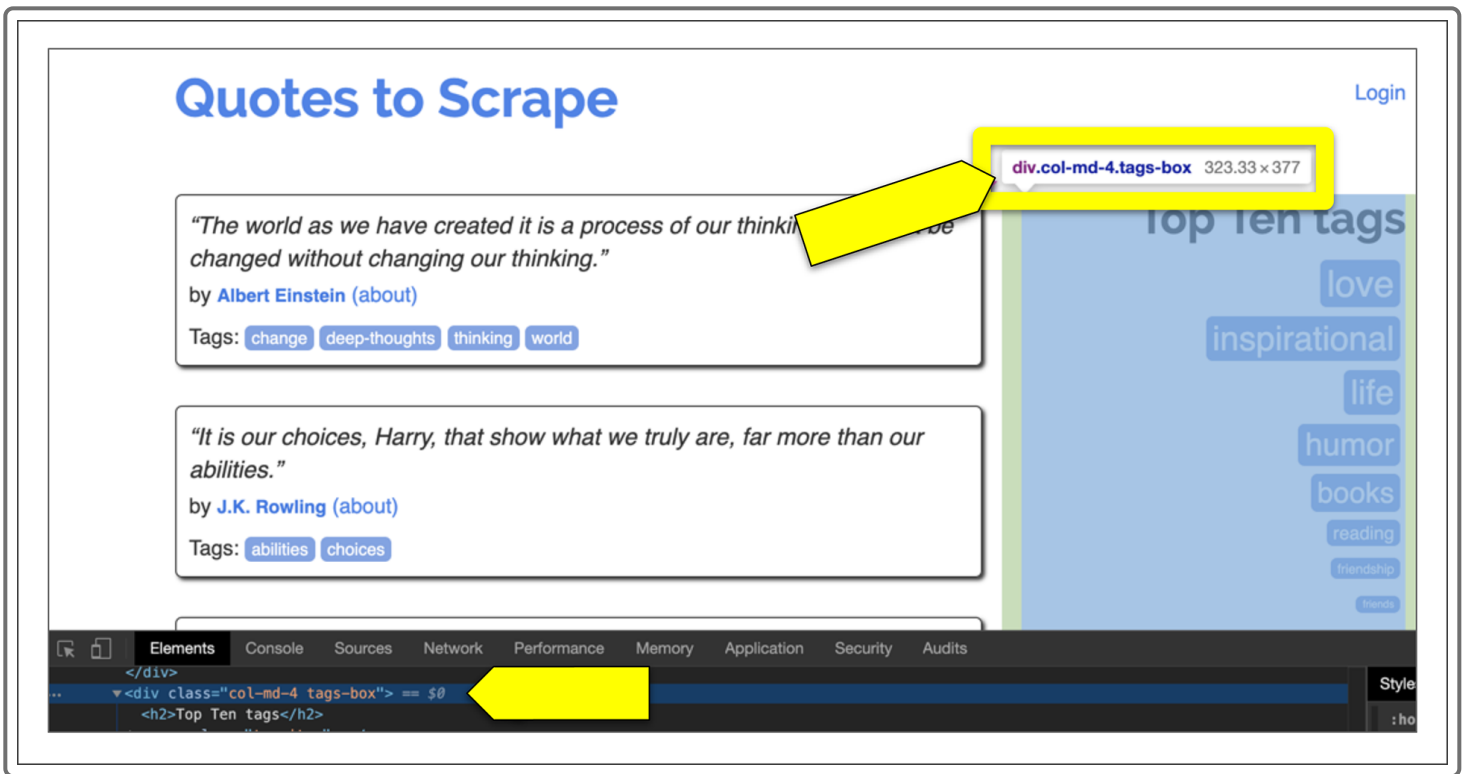 Quotes to Scrape
Login
div.col-md-4.tags-box 323.33 × 377
“The world as we have created it is a process of our be
changed without changing our thinking.”
by Albert Einstein (about)
Tags: change deep-thoughts thinking world
Top Ten tags
love
inspirational
life
humor
books
reading
friendship
friends
“It is our choices, Harry, that show what we truly are, far more than our
abilities.”
by J.K. Rowling (about)
Tags: abilities choices
Elements Console Sources Network Performance Memory Application Security Audits
</div>
... ▼<div class="col-md-4 tags-box"> == $0
<h2>Top Ten tags</h2>
Style
:ho